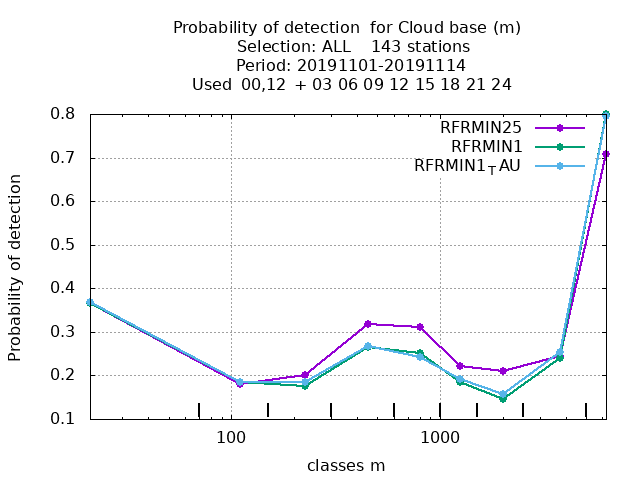 Probability of detection  for Cloud base (m)
Selection: ALL    143 stations
Period: 20191101-20191114
Used  00,12  + 03 06 09 12 15 18 21 24
RFRMIN25
RFRMIN1
RFRMIN1TAU
0.8
0.7
0.6
0.5
0.4
0.3
0.2
0.1
Probability of detection
100
1000
classes m